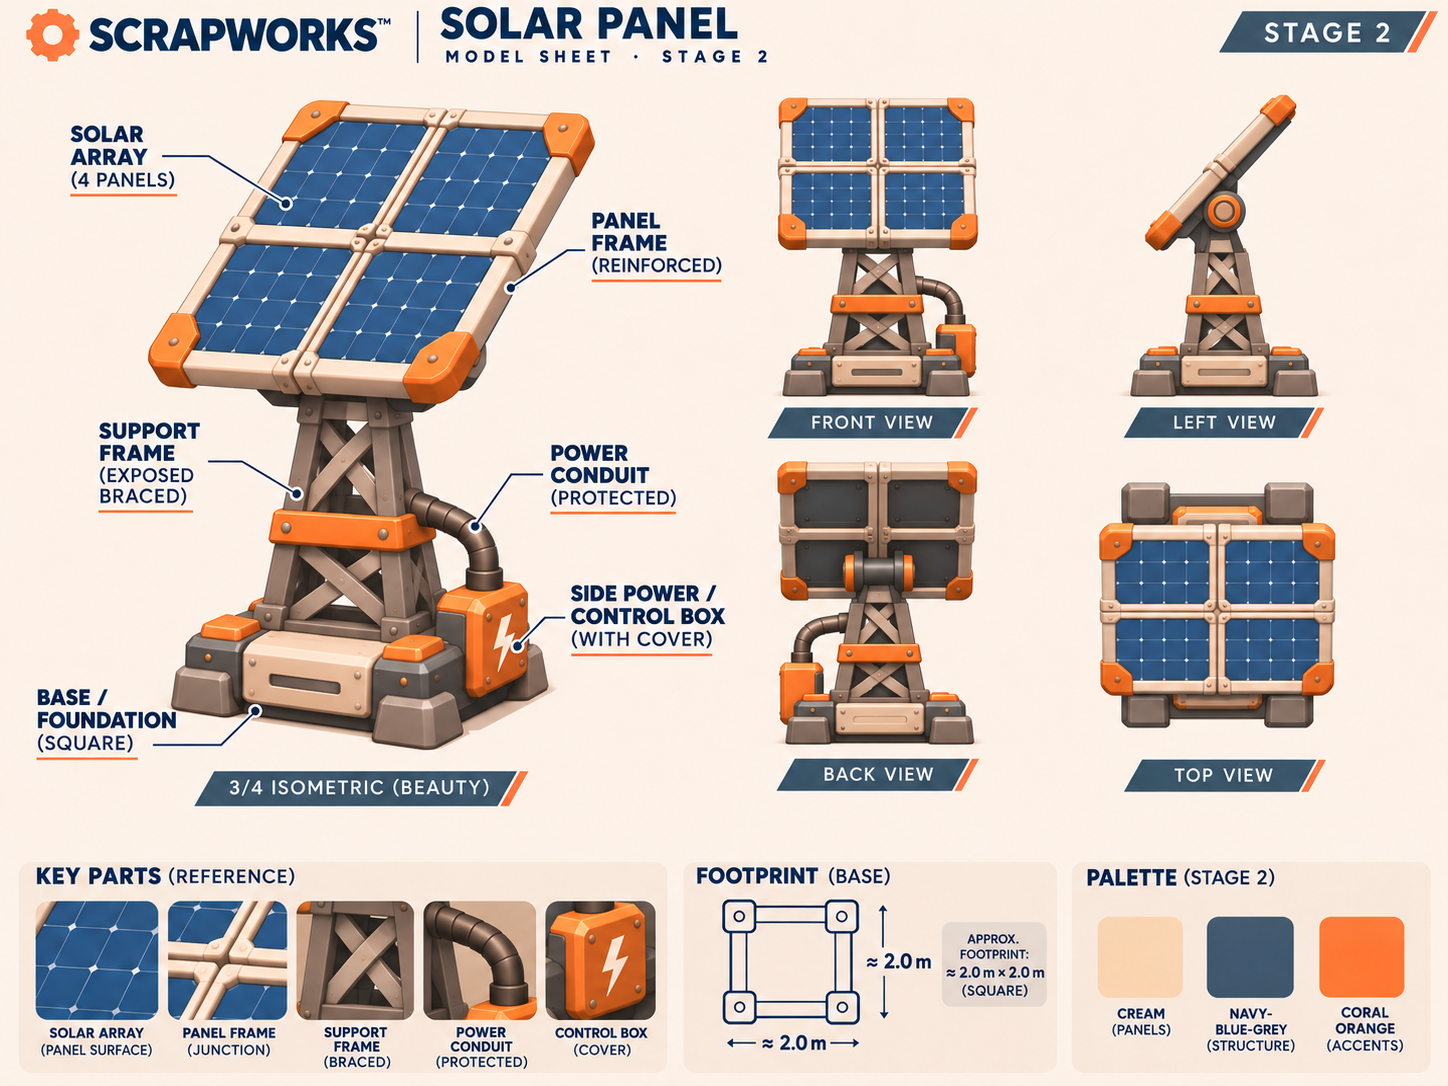 SCRAPWORKS™
SOLAR PANEL
MODEL SHEET · STAGE 2
STAGE 2
SOLAR
ARRAY
(4 PANELS)
PANEL
FRAME
(REINFORCED)
SUPPORT
FRAME
(EXPOSED
BRACED)
POWER
CONDUIT
(PROTECTED)
SIDE POWER /
CONTROL BOX
(WITH COVER)
BASE /
FOUNDATION
(SQUARE)
3/4 ISOMETRIC (BEAUTY)
FRONT VIEW
LEFT VIEW
BACK VIEW
TOP VIEW
KEY PARTS (REFERENCE)
SOLAR ARRAY
(PANEL SURFACE)
PANEL FRAME
(JUNCTION)
SUPPORT
FRAME
(BRACED)
POWER
CONDUIT
(PROTECTED)
CONTROL BOX
(COVER)
FOOTPRINT (BASE)
≈ 2.0 m
≈ 2.0 m
APPROX.
FOOTPRINT:
≈ 2.0 m × 2.0 m
(SQUARE)
PALETTE (STAGE 2)
CREAM
(PANELS)
NAVY-
BLUE-GREY
(STRUCTURE)
CORAL
ORANGE
(ACCENTS)